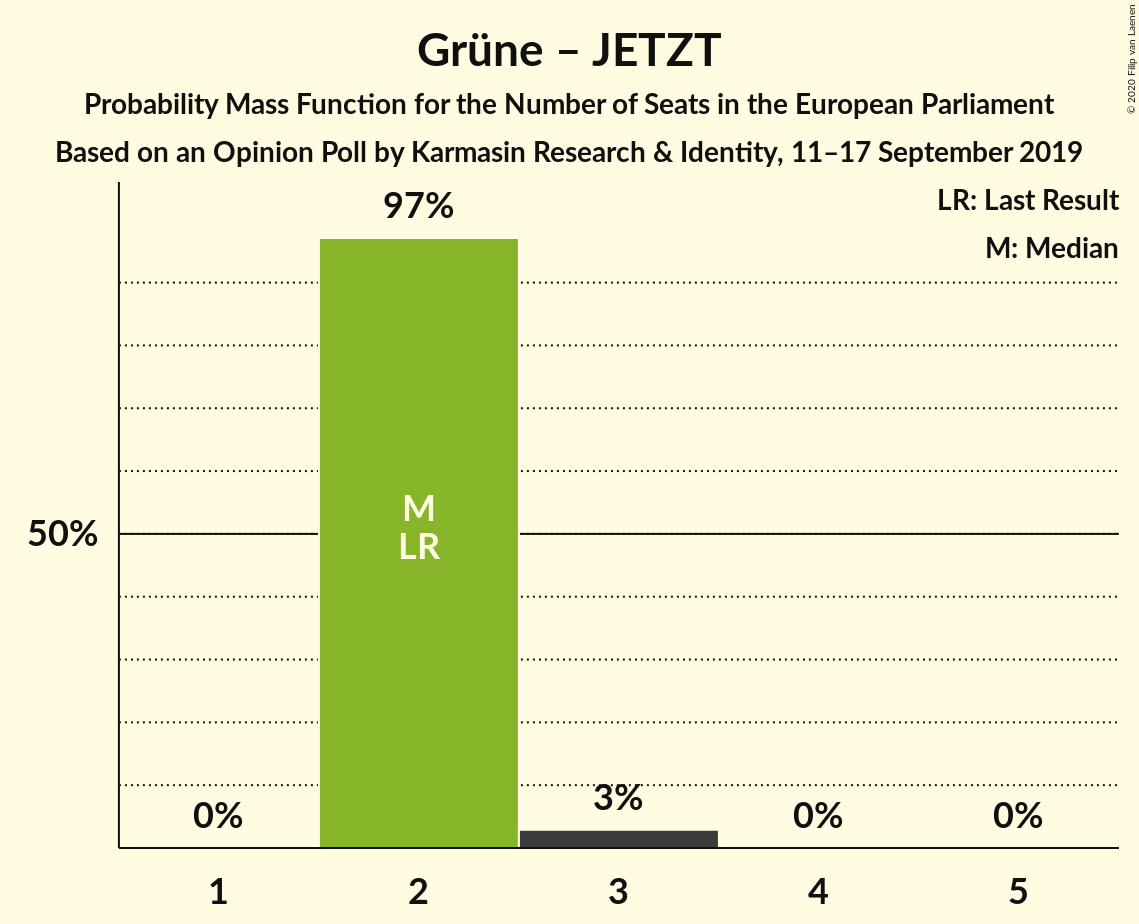 Grüne – JETZT
Probability Mass Function for the Number of Seats in the European Parliament
Based on an Opinion Poll by Karmasin Research & Identity, 11–17 September 2019
© 2020 Filip van Laenen
LR: Last Result
M: Median
97%
50%
M
LR
0%
3%
0%
0%
1
2
3
4
5